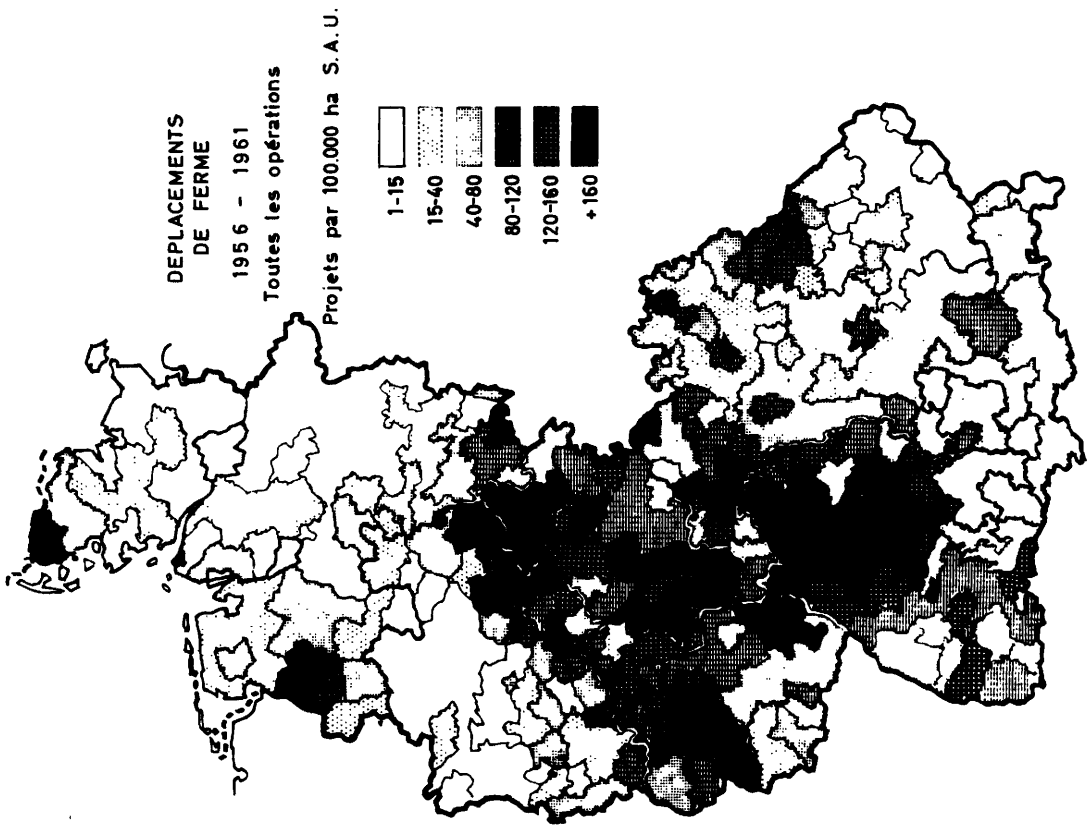 DEPLACEMENTS
DE FERME
1956 - 1961
Toutes les opérations
Projets par 100.000 ha S.A.U.
1-15
15-40
40-80
80-120
120-160
+160